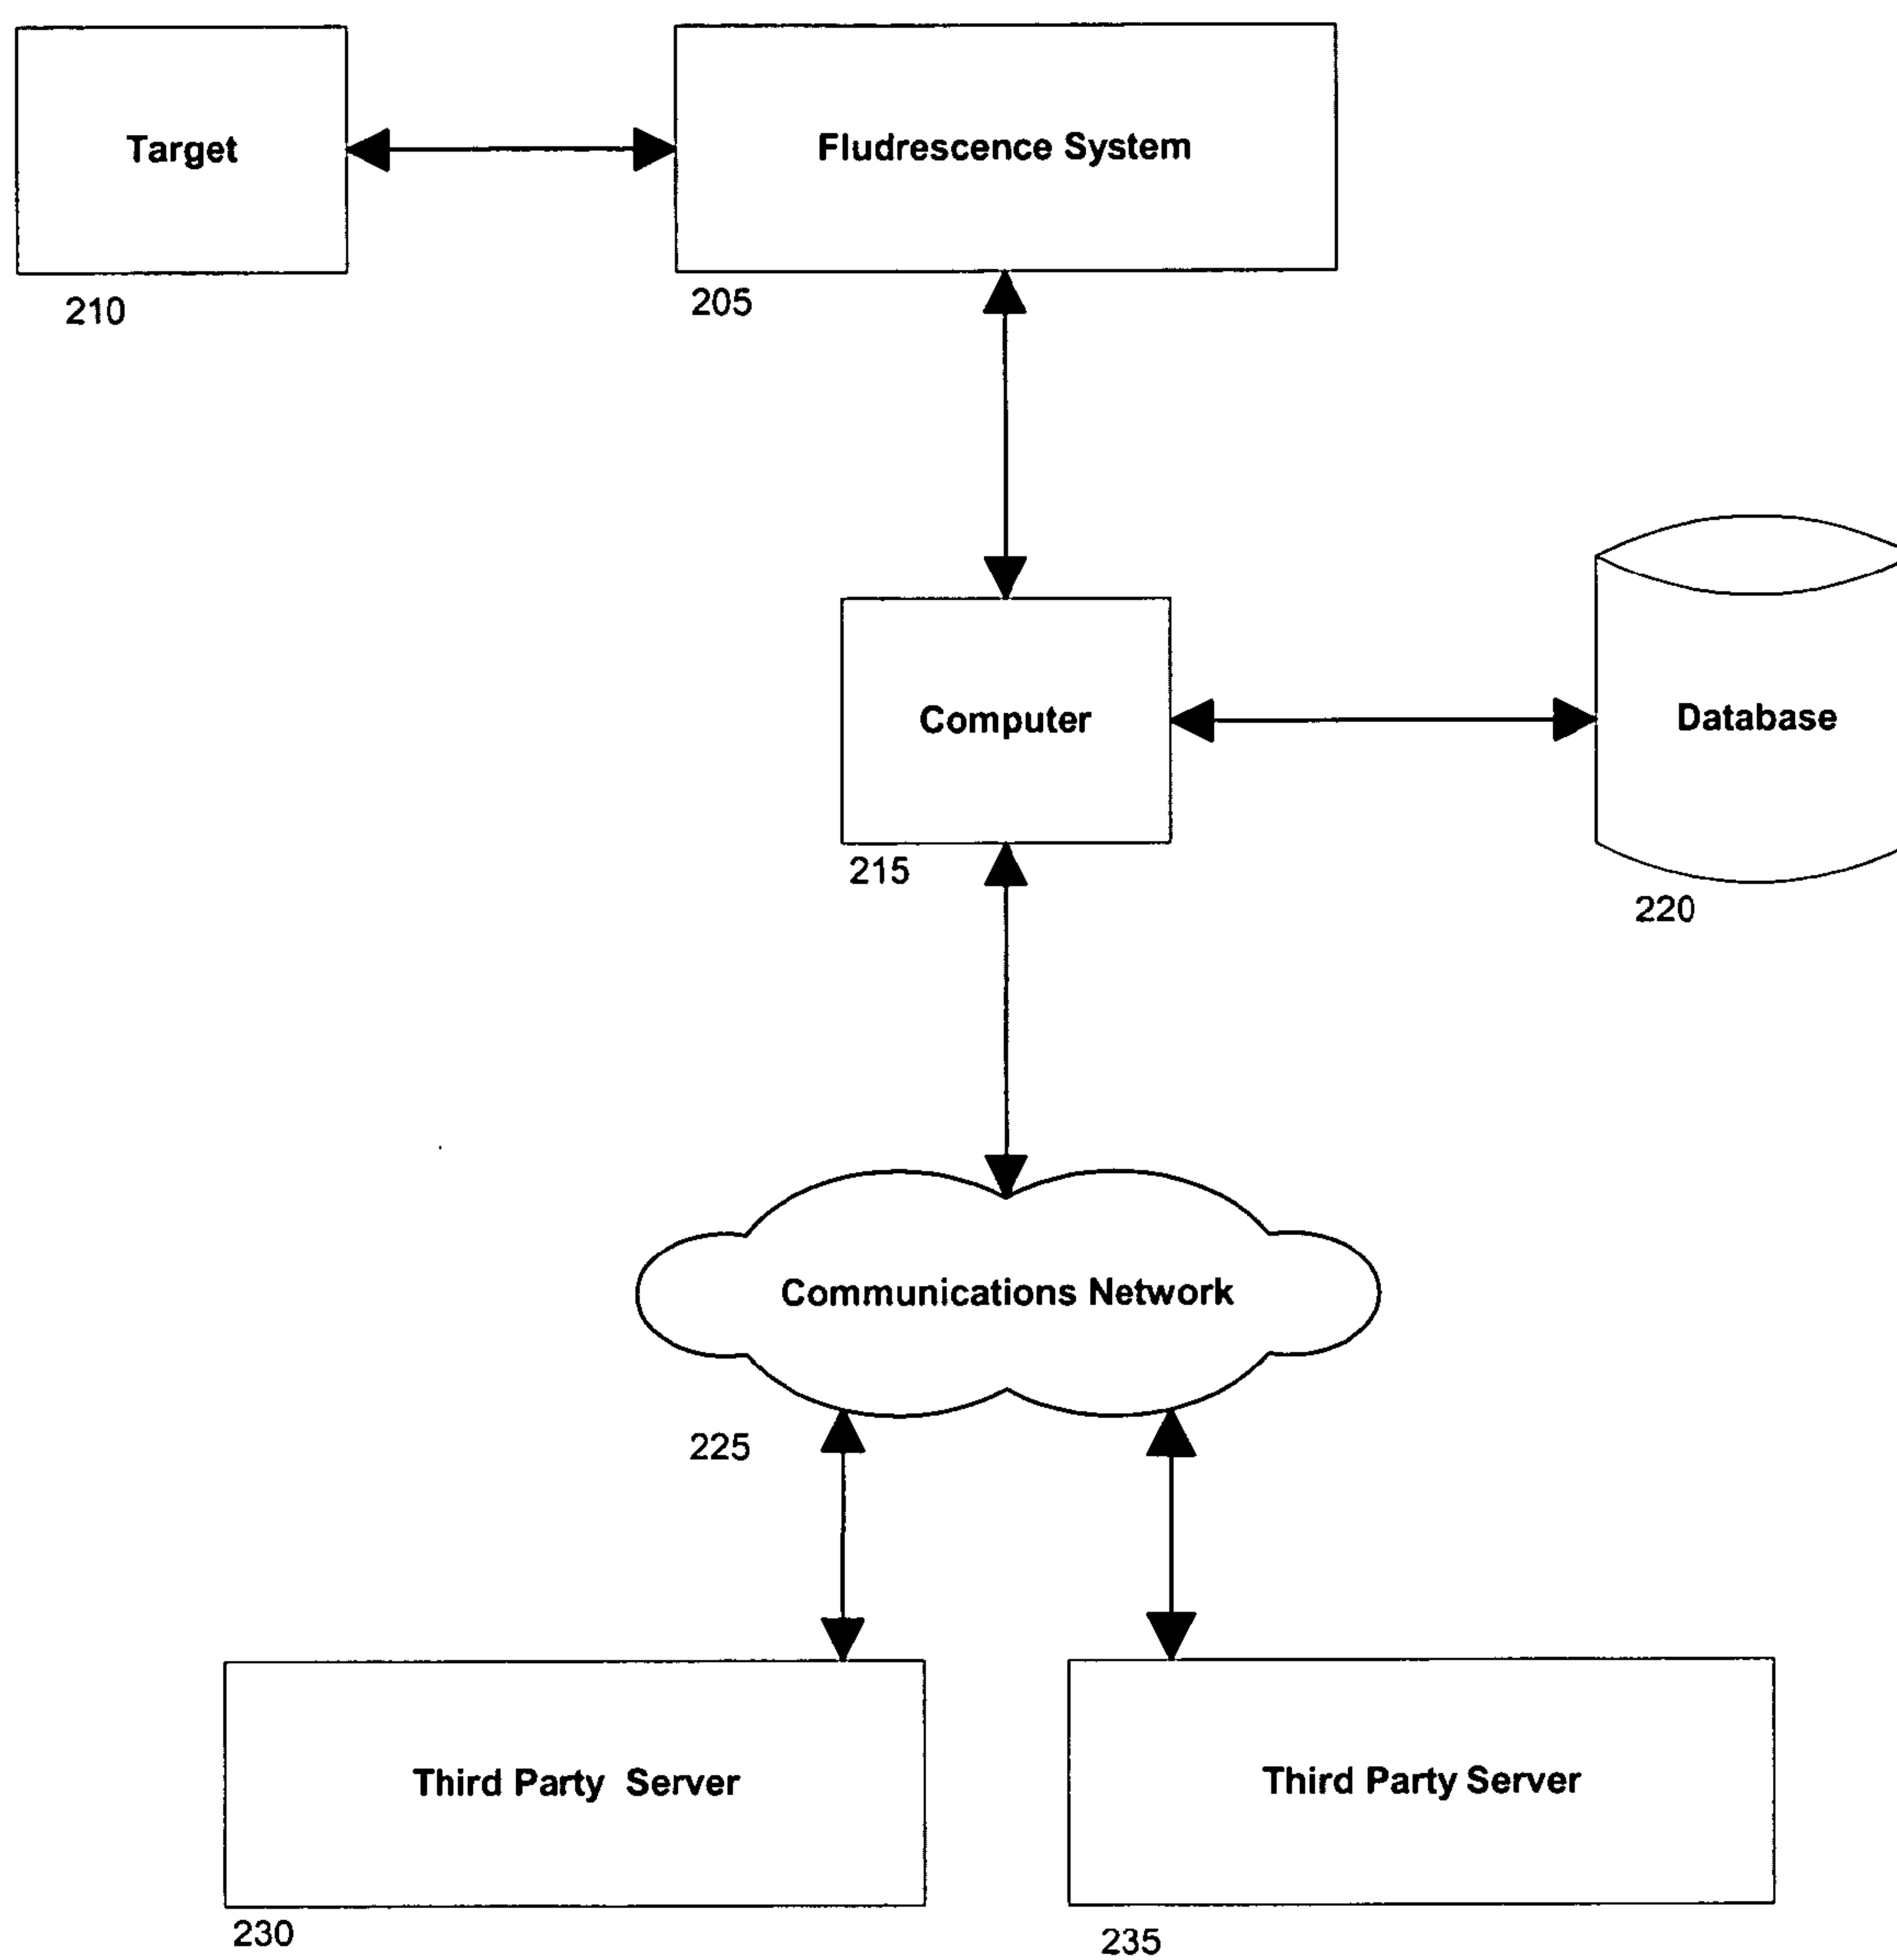 Target
Fludrescence System
210
205
Computer
Database
215
220
Communications Network
225
Third Party  Server
Third Party Server
230
235